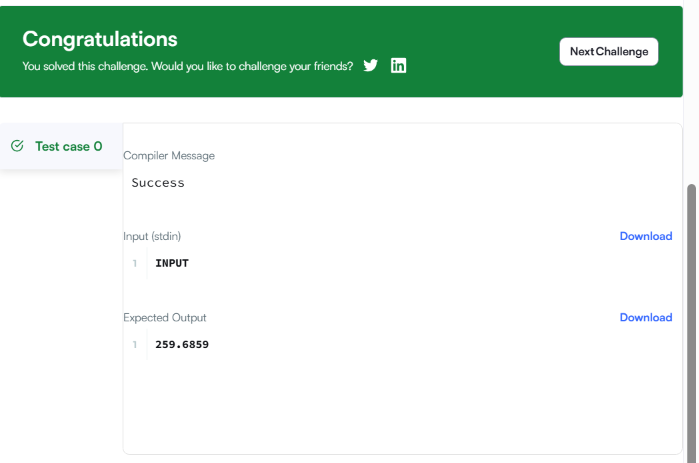 Congratulations
You solved this challenge. Would you like to challenge your friends?
Next Challenge
Test case 0
Compiler Message
Success
Input (stdin)
Download
1 INPUT
Expected Output
Download
1 259.6859